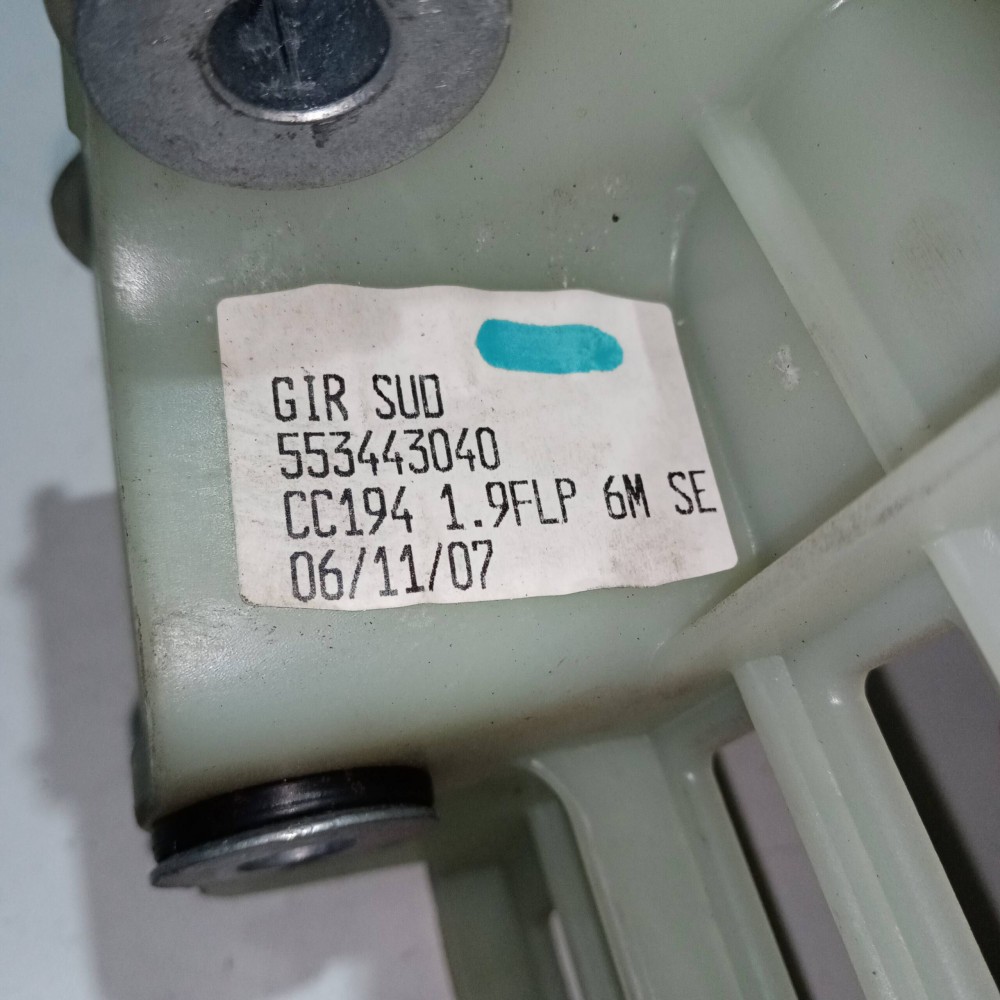 GIR SUD
553443040
CC194 1.9FLP 6M SE
06/11/07